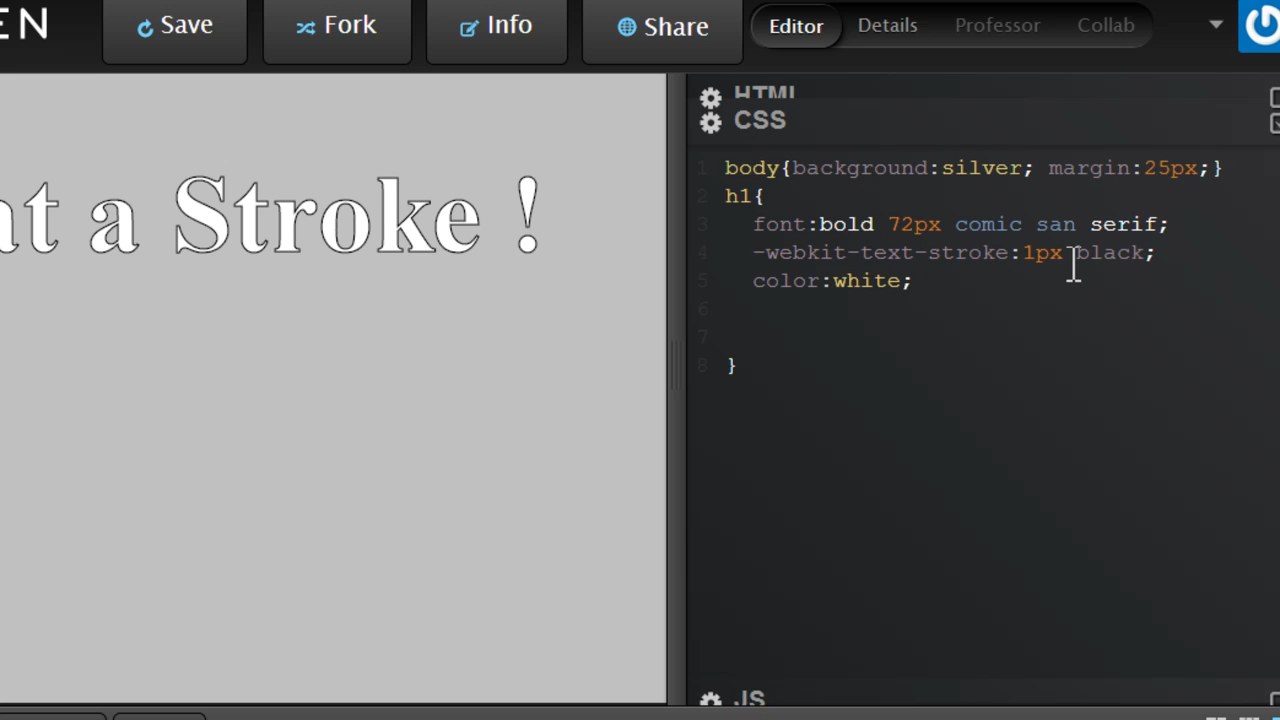 EN Save Fork Info Share Editor Details Professor Collab
HTML
CSS
1 body{background:silver; margin:25px;}
2 h1{
3 font:bold 72px comic san serif;
4 -webkit-text-stroke:1px black;
5 color:white;
6
7
8 }
at a Stroke !
JS